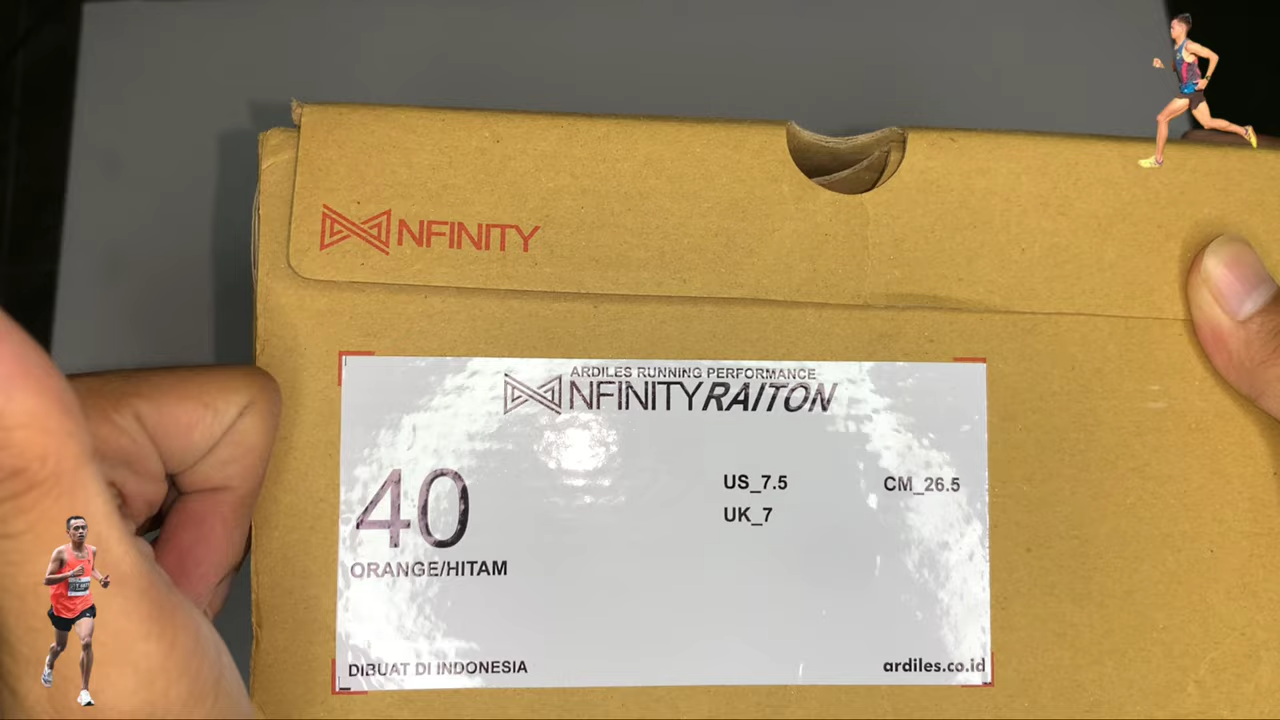 NFINITY
ARDILES RUNNING PERFORMANCE
NFINITYRAITON
40
US_7.5
CM_26.5
UK_7
ORANGE/HITAM
DIBUAT DI INDONESIA
ardiles.co.id